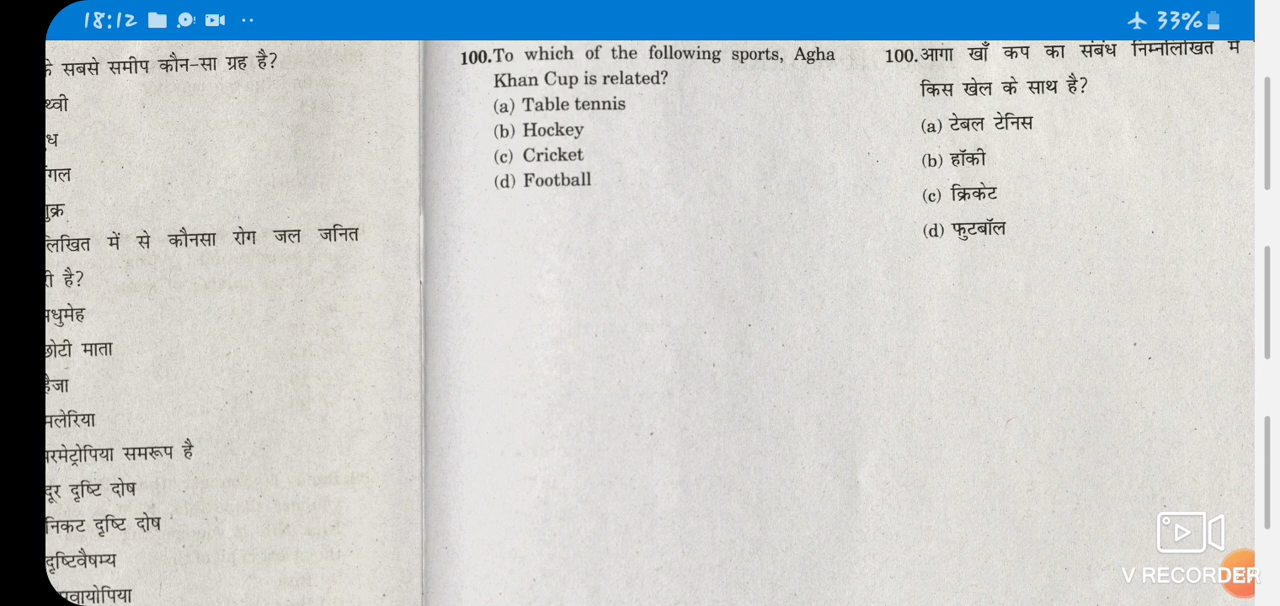 18:12
33%
सबसे समीप कौन-सा ग्रह है?
लिखित में से कौनसा रोग जल जनित
है?
मधुमेह
छोटी माता
हैजा
मलेरिया
समरूप है
दूर दृष्टि दोष
निकट दृष्टि दोष
दृष्टिवैषम्य
100. To which of the following sports, Agha
Khan Cup is related?
(a) Table tennis
(b) Hockey
(c) Cricket
(d) Football
100. आगा खाँ कप का संबंध निम्नलिखित में
किस खेल के साथ है?
(a) टेबल टेनिस
(b) हॉकी
(c) क्रिकेट
(d) फुटबॉल
V RECORDER